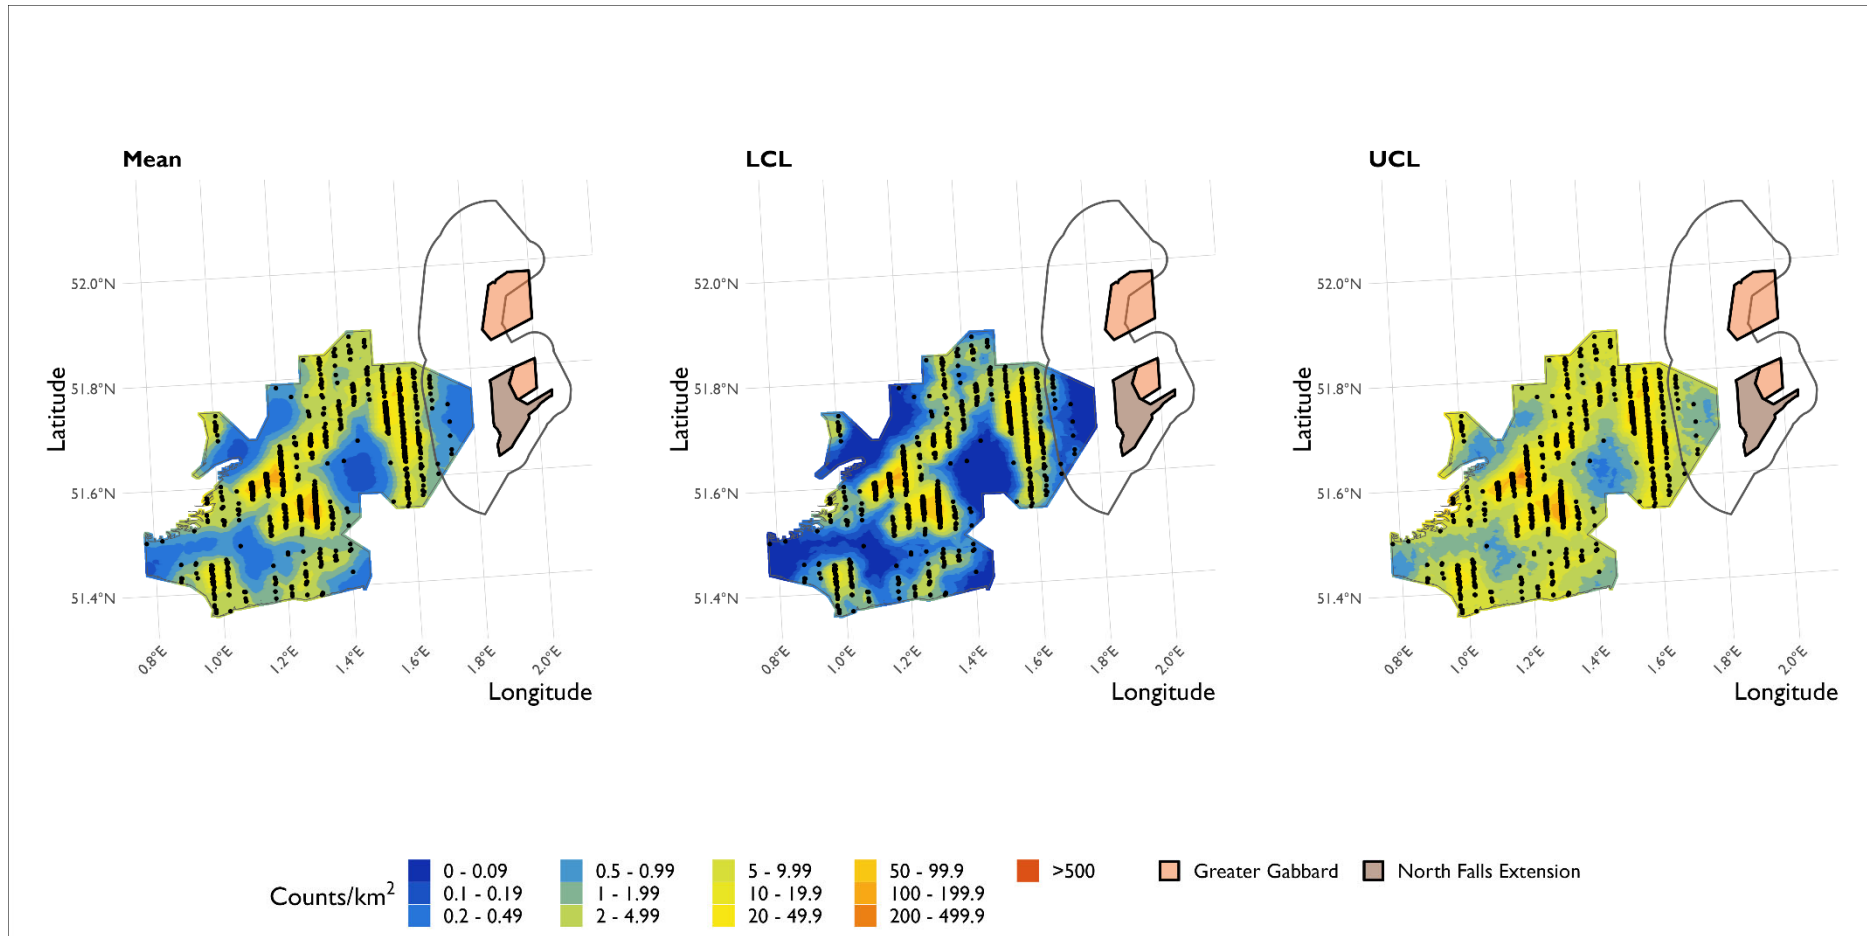 Mean
LCL
UCL
52.0°N
51.8°N
51.6°N
51.4°N
Latitude
0.8°E
1.0°E
1.2°E
1.4°E
1.6°E
1.8°E
2.0°E
Longitude
52.0°N
51.8°N
51.6°N
51.4°N
Latitude
0.8°E
1.0°E
1.2°E
1.4°E
1.6°E
1.8°E
2.0°E
Longitude
52.0°N
51.8°N
51.6°N
51.4°N
Latitude
0.8°E
1.0°E
1.2°E
1.4°E
1.6°E
1.8°E
2.0°E
Longitude
Counts/km²
0 - 0.09
0.1 - 0.19
0.2 - 0.49
0.5 - 0.99
1 - 1.99
2 - 4.99
5 - 9.99
10 - 19.9
20 - 49.9
50 - 99.9
100 - 199.9
200 - 499.9
>500
Greater Gabbard
North Falls Extension